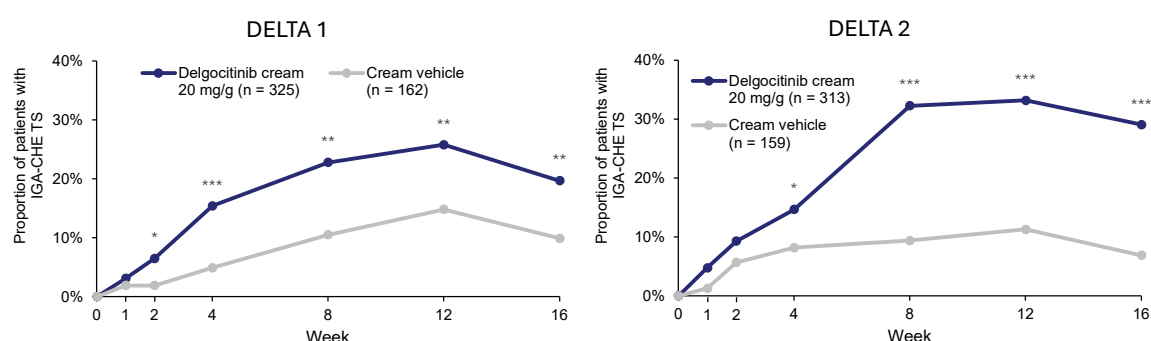 DELTA 1
Proportion of patients with
IGA-CHE TS
40%
30%
20%
10%
0%
Delgocitinib cream
20 mg/g (n = 325)
Cream vehicle
(n = 162)
*
***
**
**
**
0 1 2 4 8 12 16
Week
DELTA 2
Proportion of patients with
IGA-CHE TS
40%
30%
20%
10%
0%
Delgocitinib cream
20 mg/g (n = 313)
Cream vehicle
(n = 159)
*
***
***
***
0 1 2 4 8 12 16
Week